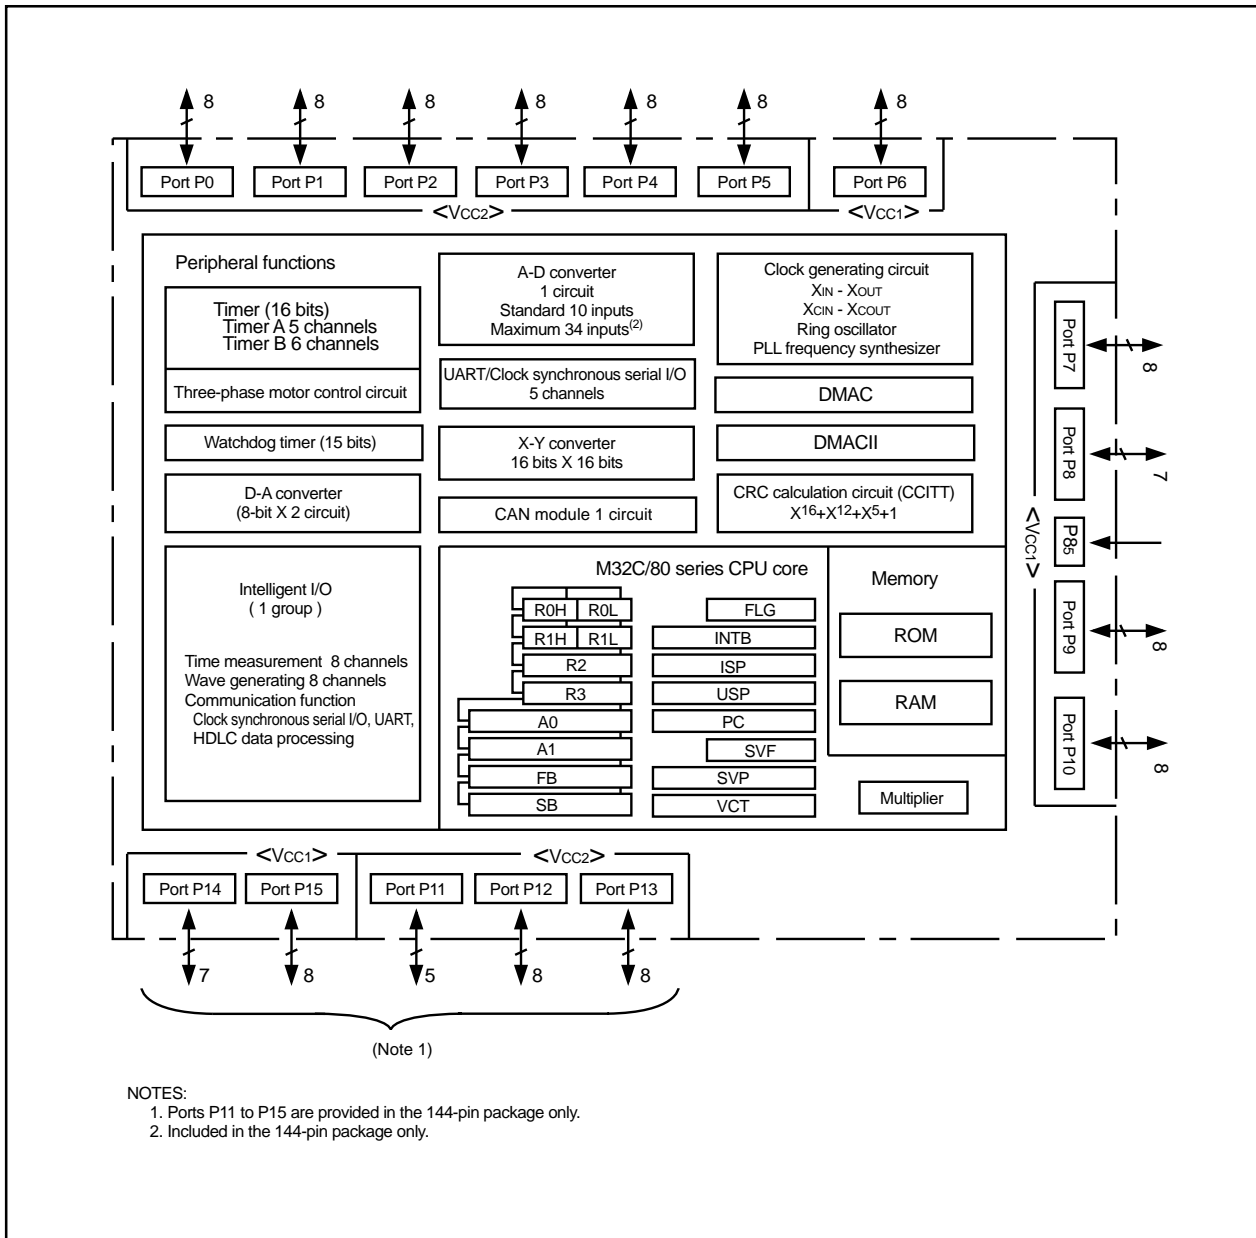 8 8 8 8 8 8 8
Port P0 Port P1 Port P2 Port P3 Port P4 Port P5 Port P6
<VCC2> <VCC1>
Peripheral functions
Timer (16 bits)
Timer A 5 channels
Timer B 6 channels
Three-phase motor control circuit
Watchdog timer (15 bits)
D-A converter
(8-bit X 2 circuit)
Intelligent I/O
( 1 group )
Time measurement 8 channels
Wave generating 8 channels
Communication function
Clock synchronous serial I/O, UART,
HDLC data processing
A-D converter
1 circuit
Standard 10 inputs
Maximum 34 inputs(2)
UART/Clock synchronous serial I/O
5 channels
X-Y converter
16 bits X 16 bits
CAN module 1 circuit
Clock generating circuit
XIN - XOUT
XCIN - XCOUT
Ring oscillator
PLL frequency synthesizer
DMAC
DMACII
CRC calculation circuit (CCITT)
X16+X12+X5+1
M32C/80 series CPU core
R0H R0L
R1H R1L
R2
R3
A0
A1
FB
SB
FLG
INTB
ISP
USP
PC
SVF
SVP
VCT
Memory
ROM
RAM
Multiplier
<VCC1>
Port P7
8
Port P8
7
P85
Port P9
8
Port P10
8
<VCC1> <VCC2>
Port P14 Port P15 Port P11 Port P12 Port P13
7 8 5 8 8
(Note 1)
NOTES:
1. Ports P11 to P15 are provided in the 144-pin package only.
2. Included in the 144-pin package only.